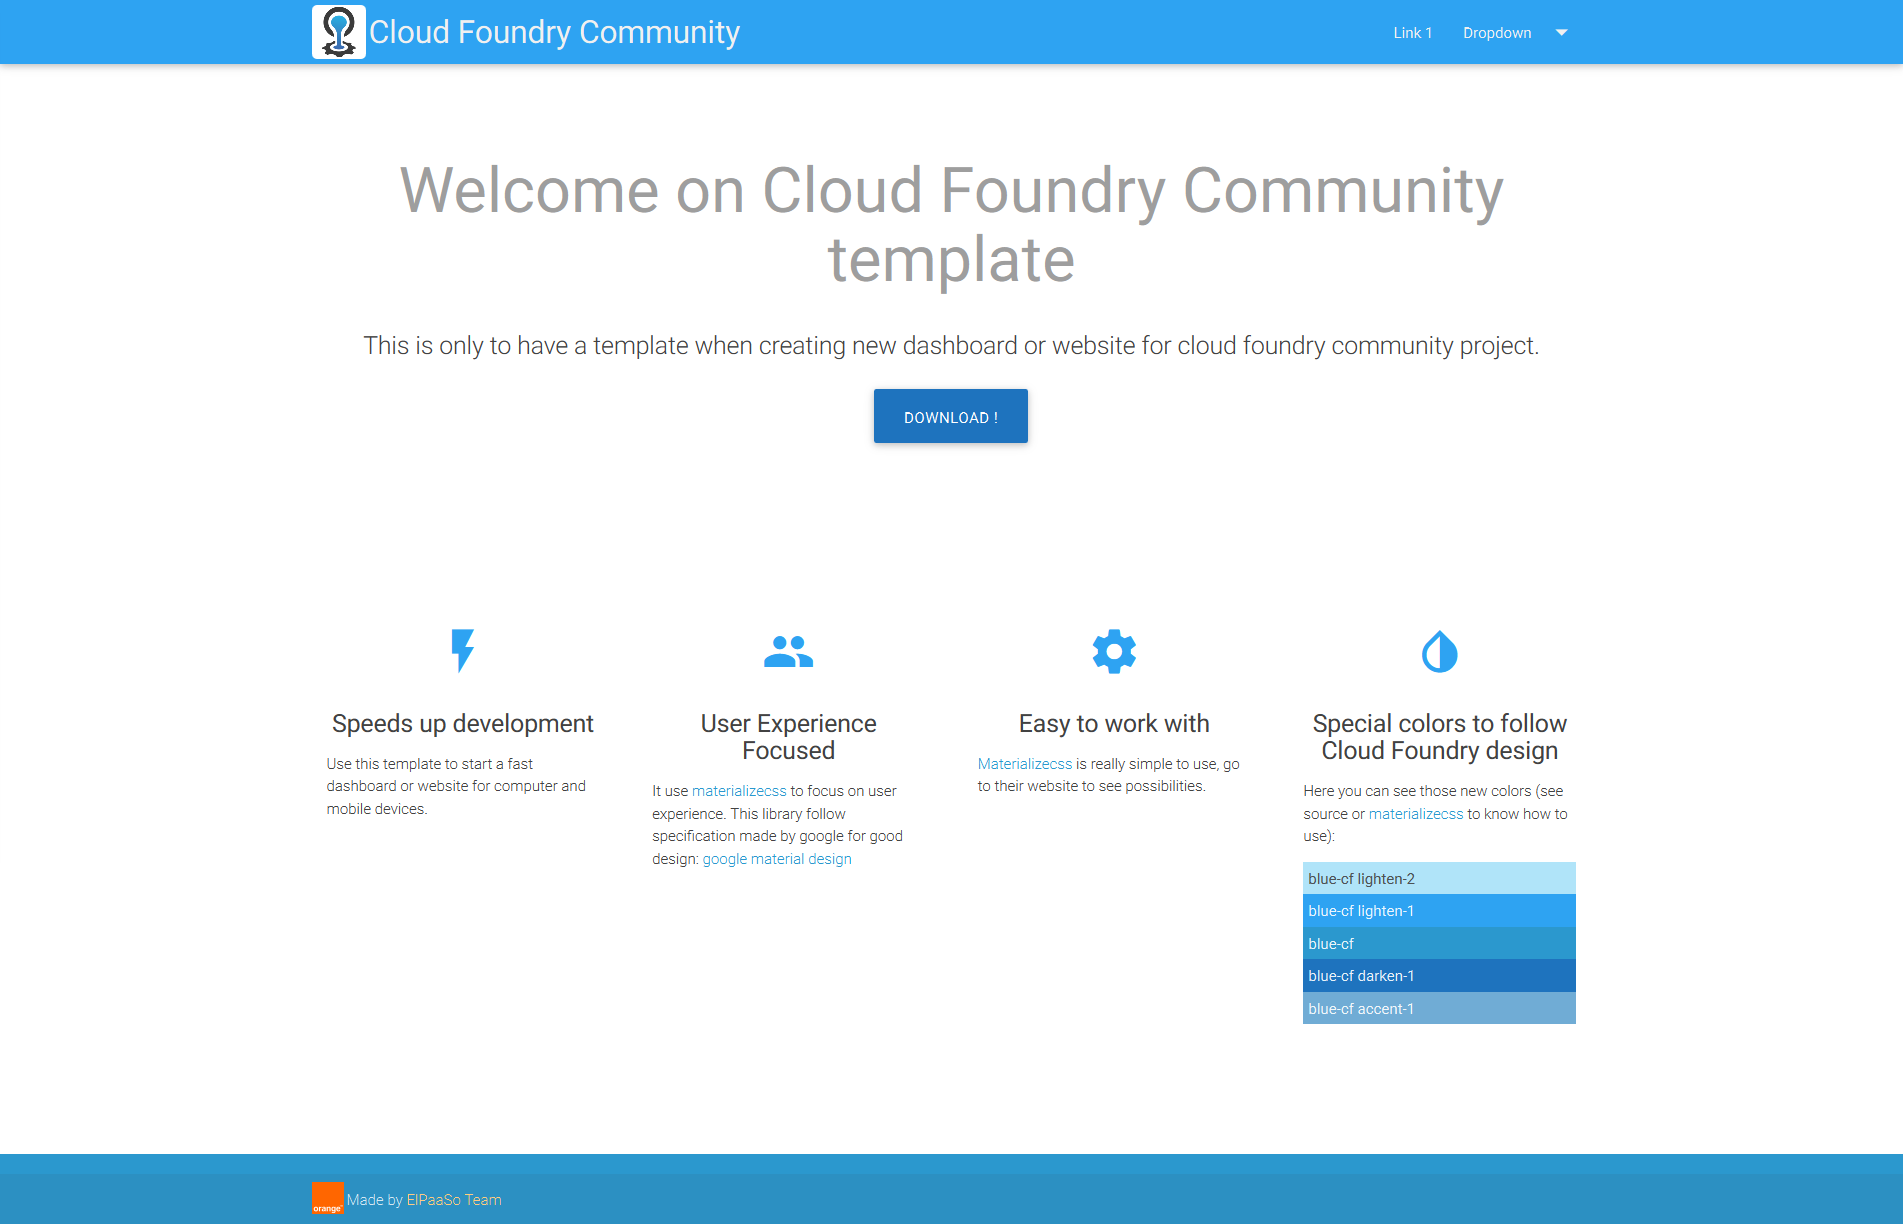 Cloud Foundry Community
Link 1
Dropdown
Welcome on Cloud Foundry Community
template
This is only to have a template when creating new dashboard or website for cloud foundry community project.
DOWNLOAD !
Speeds up development
Use this template to start a fast
dashboard or website for computer and
mobile devices.
User Experience
Focused
It use materializecss to focus on user
experience. This library follow
specification made by google for good
design: google material design
Easy to work with
Materializecss is really simple to use, go
to their website to see possibilities.
Special colors to follow
Cloud Foundry design
Here you can see those new colors (see
source or materializecss to know how to
use):
blue-cf lighten-2
blue-cf lighten-1
blue-cf
blue-cf darken-1
blue-cf accent-1
orange
Made by ElPaaSo Team